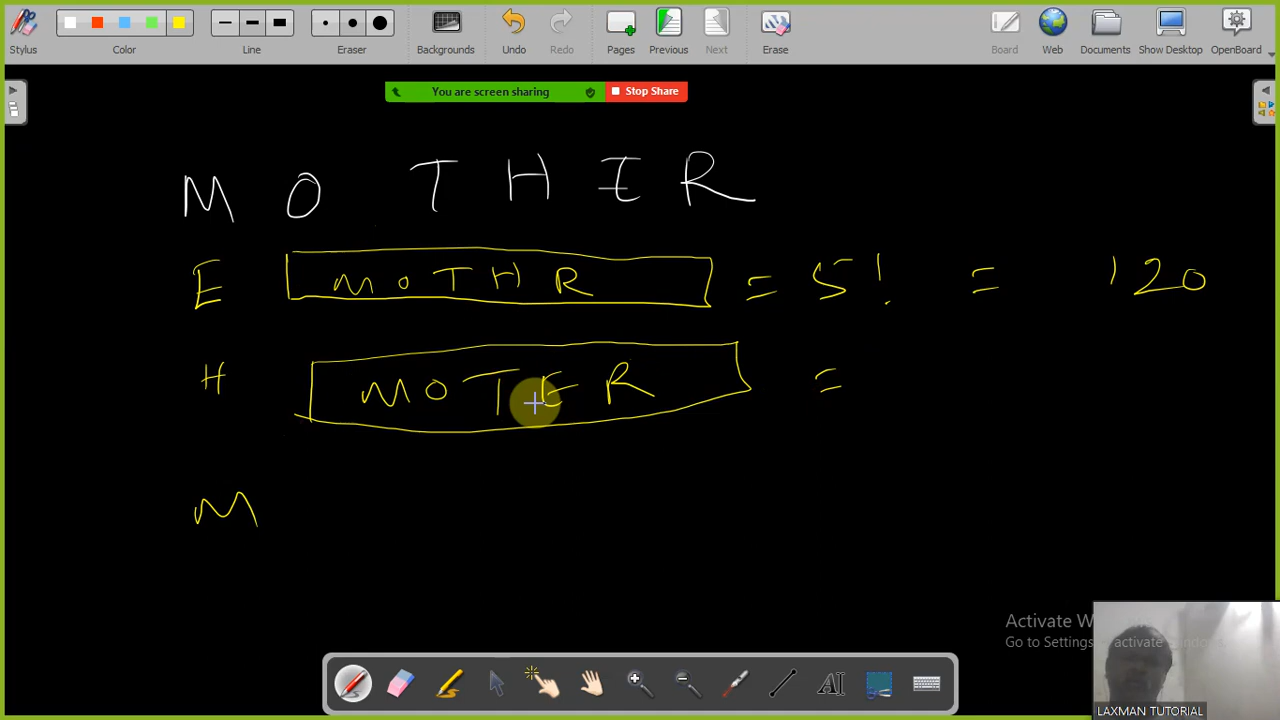 Stylus Color Line Eraser Backgrounds Undo Redo Pages Previous Next Erase Board Web Documents Show Desktop OpenBoard
You are screen sharing Stop Share
M O T H I R
E MOTHR = 5! = 120
H MOTER =
M
Activate
Go to Settings
LAXMAN TUTORIAL